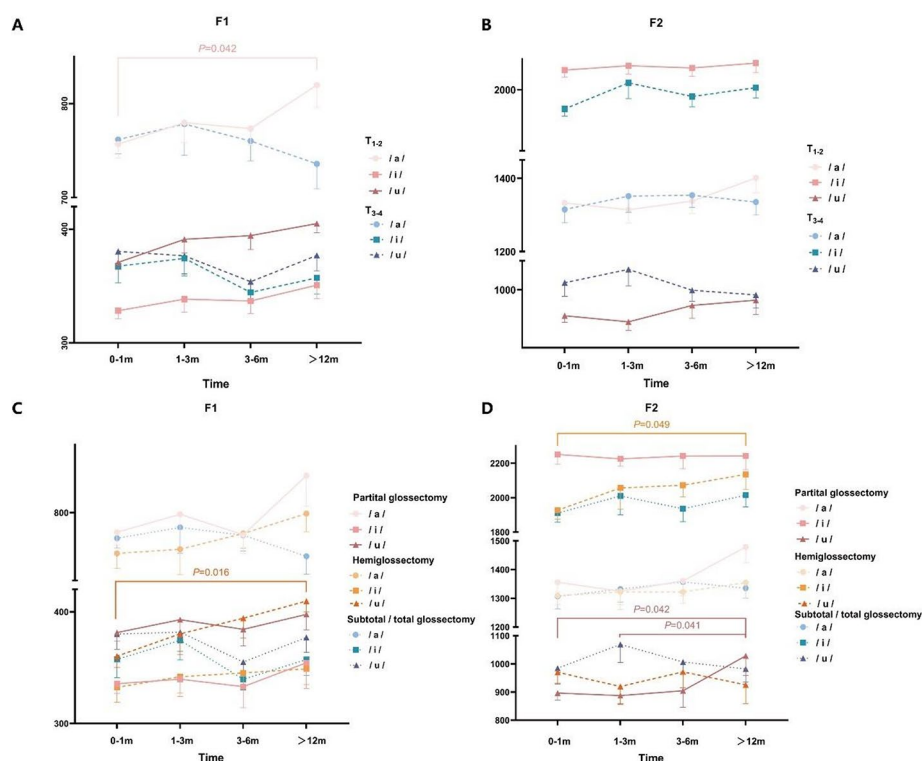 A
F1
P=0.042
800
700
400
300
0-1m 1-3m 3-6m >12m
Time
T1-2
/ a /
/ i /
/ u /
T3-4
/ a /
/ i /
/ u /
B
F2
2000
1400
1200
1000
0-1m 1-3m 3-6m >12m
Time
T1-2
/ a /
/ i /
/ u /
T3-4
/ a /
/ i /
/ u /
C
F1
800
P=0.016
400
300
0-1m 1-3m 3-6m >12m
Time
Partital glossectomy
/ a /
/ i /
/ u /
Hemiglossectomy
/ a /
/ i /
/ u /
Subtotal / total glossectomy
/ a /
/ i /
/ u /
D
F2
P=0.049
2200
2000
1800
1500
1400
1300
1200
P=0.042
P=0.041
1100
1000
900
800
0-1m 1-3m 3-6m >12m
Time
Partital glossectomy
/ a /
/ i /
/ u /
Hemiglossectomy
/ a /
/ i /
/ u /
Subtotal / total glossectomy
/ a /
/ i /
/ u /